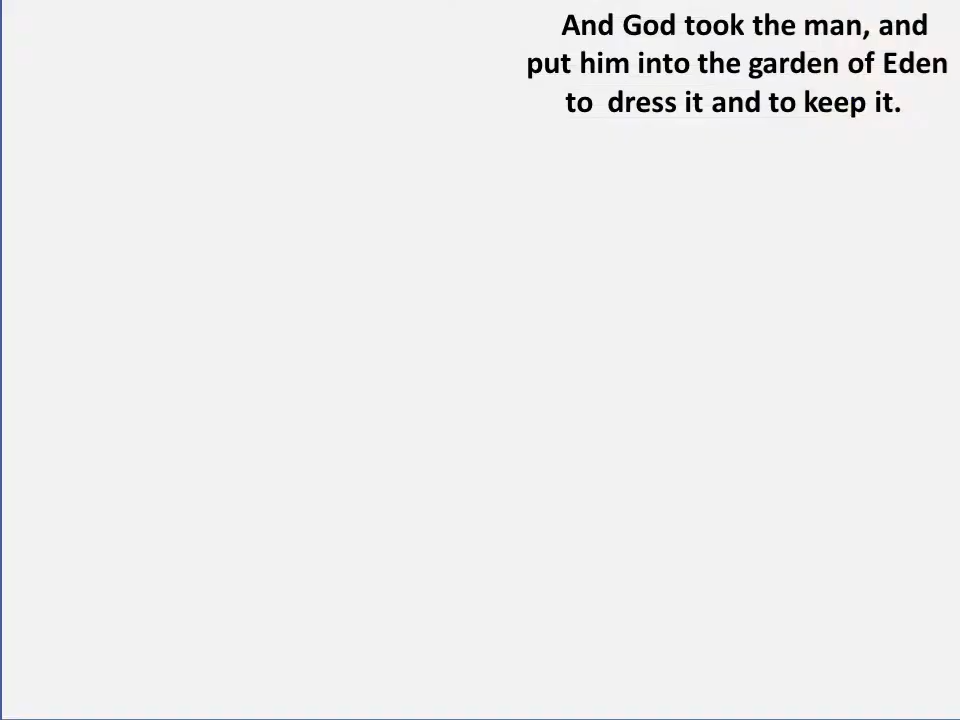 And God took the man, and
put him into the garden of Eden
to  dress it and to keep it.